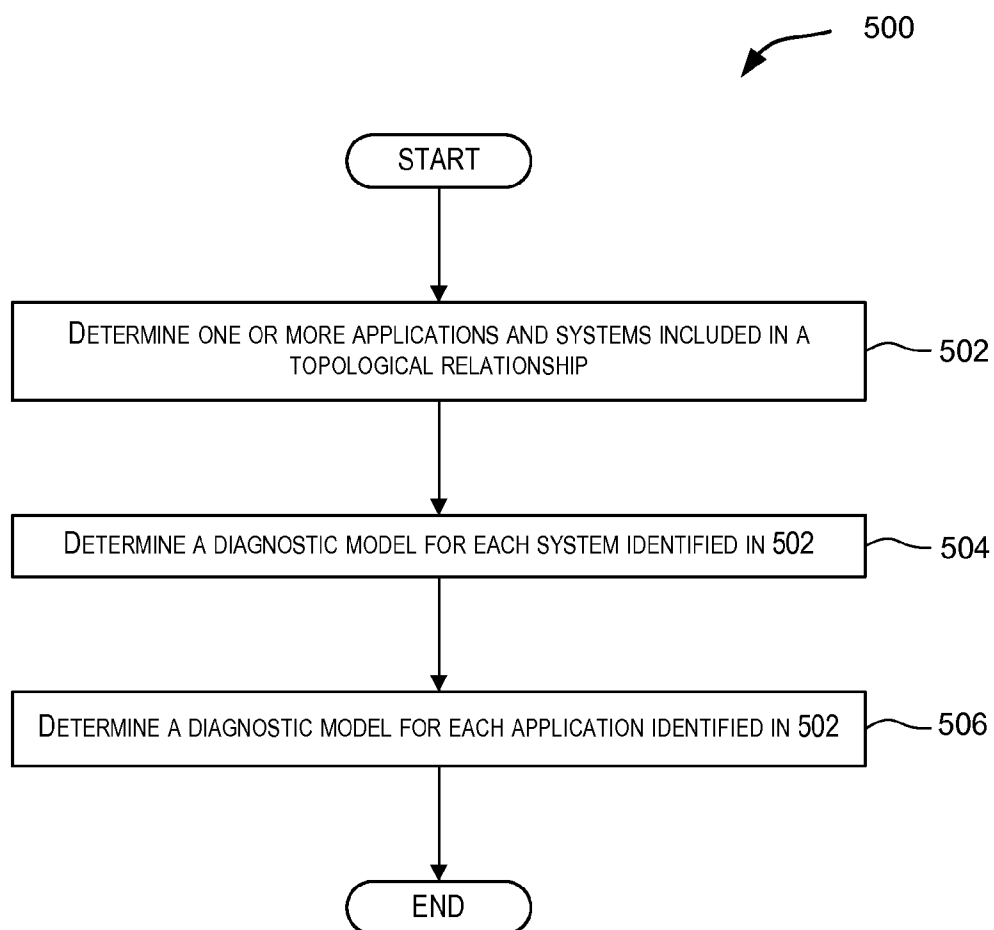 500
START
DETERMINE ONE OR MORE APPLICATIONS AND SYSTEMS INCLUDED IN A
TOPOLOGICAL RELATIONSHIP
502
DETERMINE A DIAGNOSTIC MODEL FOR EACH SYSTEM IDENTIFIED IN 502
504
DETERMINE A DIAGNOSTIC MODEL FOR EACH APPLICATION IDENTIFIED IN 502
506
END